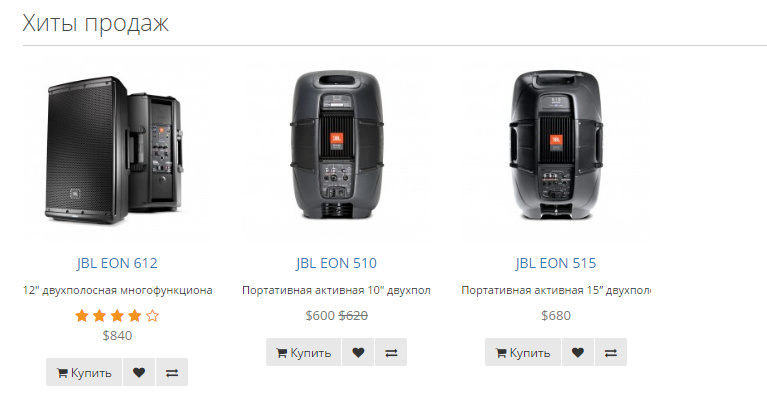 Хиты продаж
JBL EON 612
JBL EON 510
JBL EON 515
12" двухполосная многофункциона
Портативная активная 10" двухпол
Портативная активная 15” двухпол
$840
$600 $620
$680
Купить
Купить
Купить